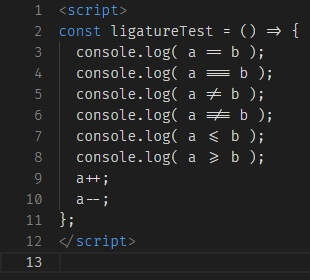 1 <script>
2 const ligatureTest = () => {
3 console.log( a == b );
4 console.log( a === b );
5 console.log( a != b );
6 console.log( a !== b );
7 console.log( a <= b );
8 console.log( a >= b );
9 a++;
10 a--;
11 };
12 </script>
13